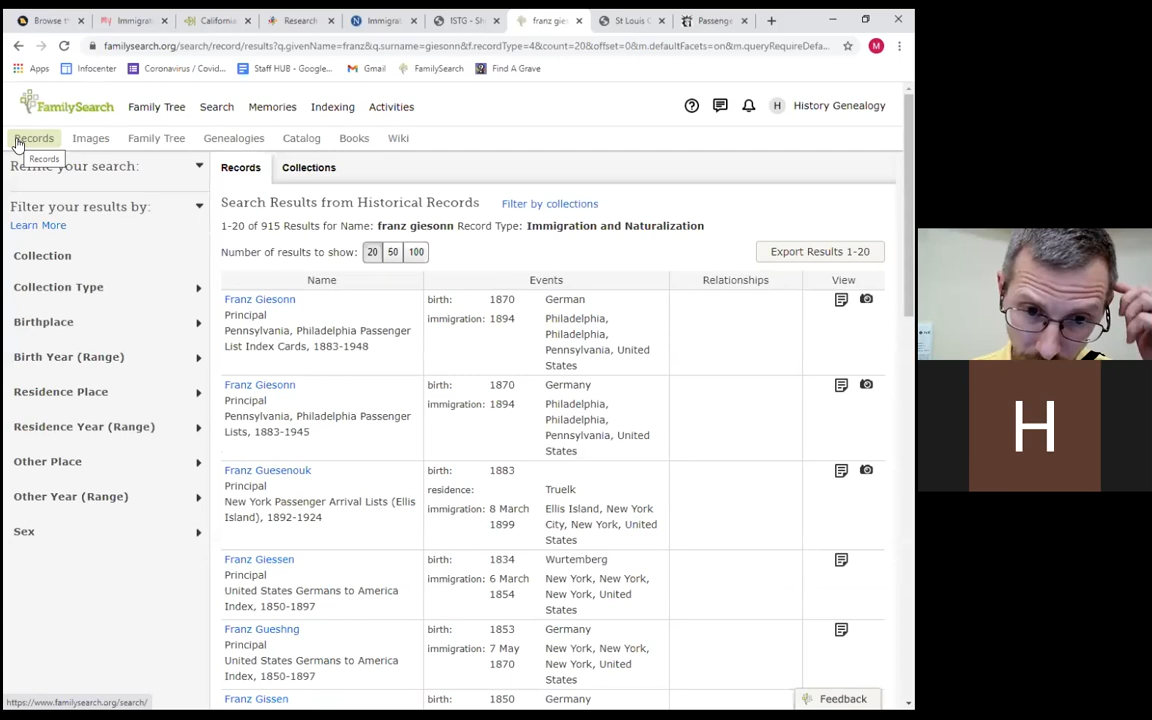 Browse t
Immigrat
California
Research
Immigrat
ISTG - Sh
franz gies
St Louis C
Passenge
familysearch.org/search/record/results?q.givenName=franz&q.surname=giesonn&f.recordType=4&count=20&offset=0&m.defaultFacets=on&m.queryRequireDefa...
M
Apps Infocenter Coronavirus / Covid... Staff HUB - Google... Gmail FamilySearch Find A Grave
FamilySearch Family Tree Search Memories Indexing Activities H History Genealogy
Records Images Family Tree Genealogies Catalog Books Wiki
Records
Refine your search:
Filter your results by:
Learn More
Collection
Collection Type
Birthplace
Birth Year (Range)
Residence Place
Residence Year (Range)
Other Place
Other Year (Range)
Sex
Records Collections
Search Results from Historical Records Filter by collections
1-20 of 915 Results for Name: franz giesonn Record Type: Immigration and Naturalization
Number of results to show: 20 50 100 Export Results 1-20
Name Events Relationships View
Franz Giesonn birth: 1870 German
Principal immigration: 1894 Philadelphia,
Pennsylvania, Philadelphia Passenger Philadelphia,
List Index Cards, 1883-1948 Pennsylvania, United
States
Franz Giesonn birth: 1870 Germany
Principal immigration: 1894 Philadelphia,
Pennsylvania, Philadelphia Passenger Philadelphia,
Lists, 1883-1945 Pennsylvania, United
States
Franz Guesenouk birth: 1883
Principal residence: Truelk
New York Passenger Arrival Lists (Ellis immigration: 8 March Ellis Island, New York
Island), 1892-1924 1899 City, New York, United
States
Franz Giessen birth: 1834 Wurtemberg
Principal immigration: 6 March New York, New York,
United States Germans to America 1854 New York, United
Index, 1850-1897 States
Franz Gueshng birth: 1853 Germany
Principal immigration: 7 May New York, New York,
United States Germans to America 1870 New York, United
Index, 1850-1897 States
Franz Gissen birth: 1850 Germany
Feedback
https://www.familysearch.org/search/
H